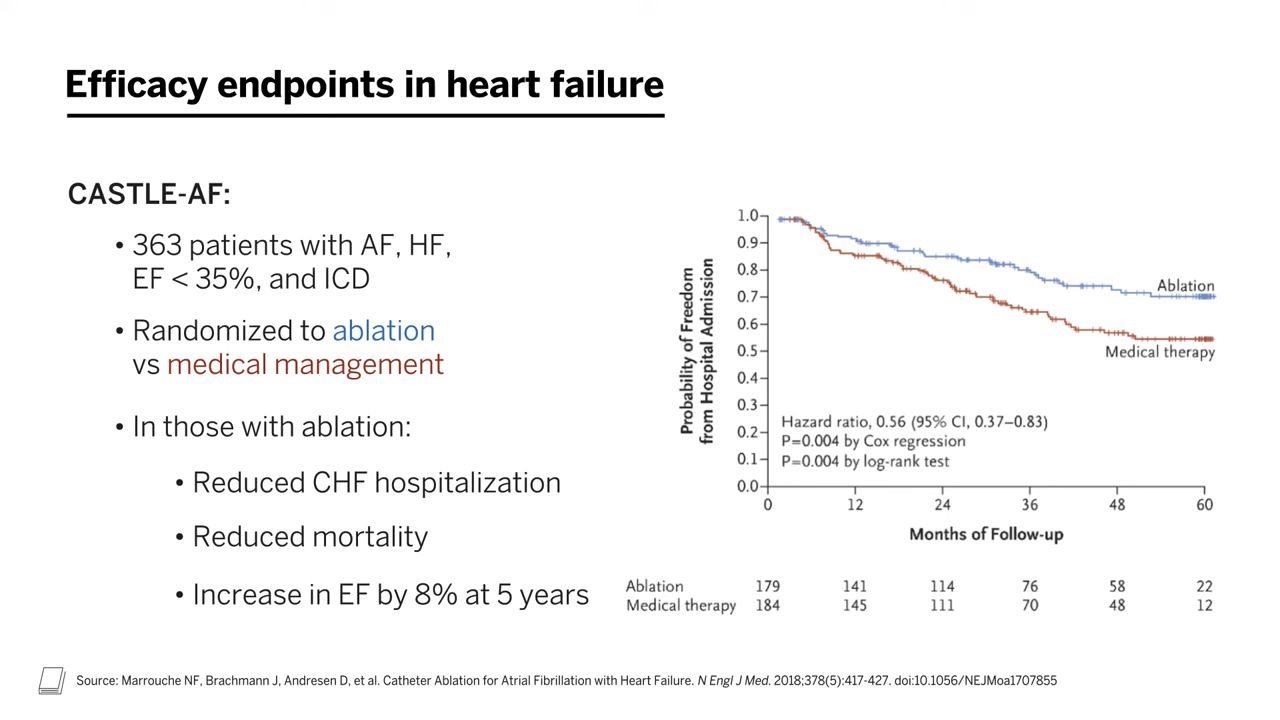 Efficacy endpoints in heart failure
CASTLE-AF:
• 363 patients with AF, HF,
EF < 35%, and ICD
• Randomized to ablation
vs medical management
• In those with ablation:
• Reduced CHF hospitalization
• Reduced mortality
• Increase in EF by 8% at 5 years
Probability of Freedom
from Hospital Admission
1.0
0.9
0.8
0.7
0.6
0.5
0.4
0.3
0.2
0.1
0.0
Ablation
Medical therapy
Hazard ratio, 0.56 (95% CI, 0.37–0.83)
P=0.004 by Cox regression
P=0.004 by log-rank test
0 12 24 36 48 60
Months of Follow-up
Ablation 179 141 114 76 58 22
Medical therapy 184 145 111 70 48 12
Source: Marrouche NF, Brachmann J, Andresen D, et al. Catheter Ablation for Atrial Fibrillation with Heart Failure. N Engl J Med. 2018;378(5):417-427. doi:10.1056/NEJMoa1707855